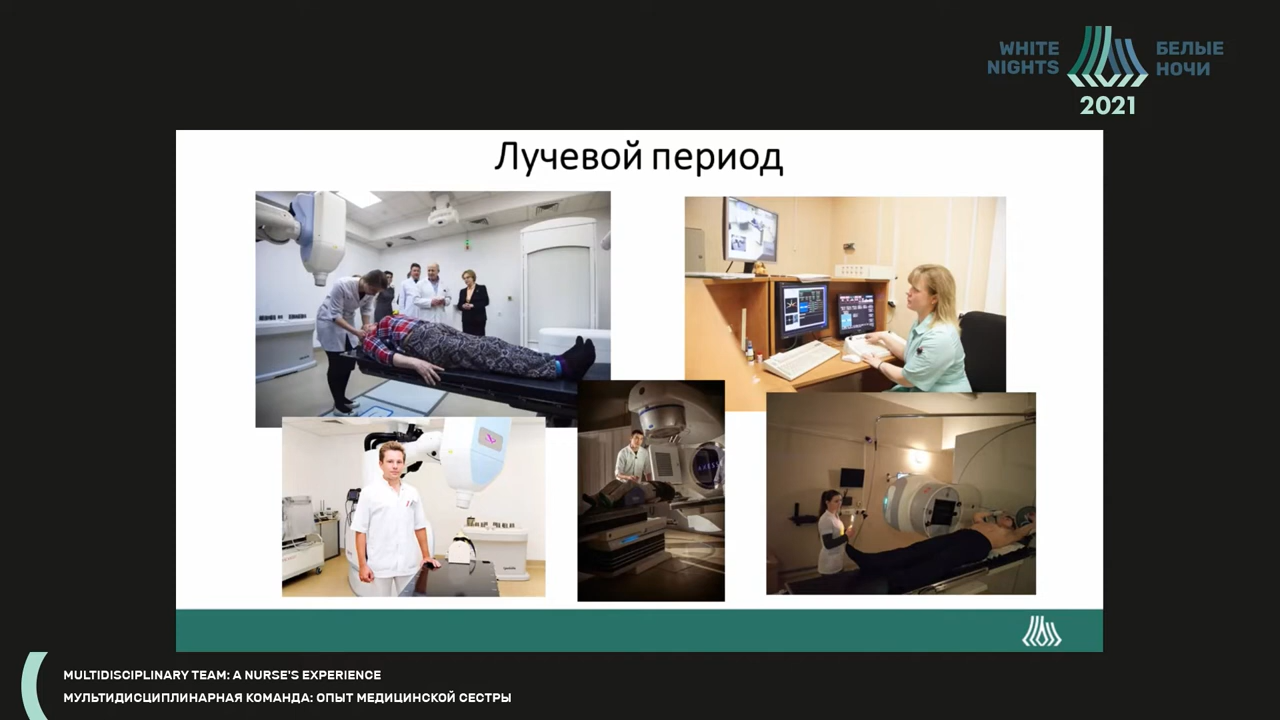 WHITE
NIGHTS
БЕЛЫЕ
НОЧИ
2021
Лучевой период
MULTIDISCIPLINARY TEAM: A NURSE'S EXPERIENCE
МУЛЬТИДИСЦИПЛИНАРНАЯ КОМАНДА: ОПЫТ МЕДИЦИНСКОЙ СЕСТРЫ